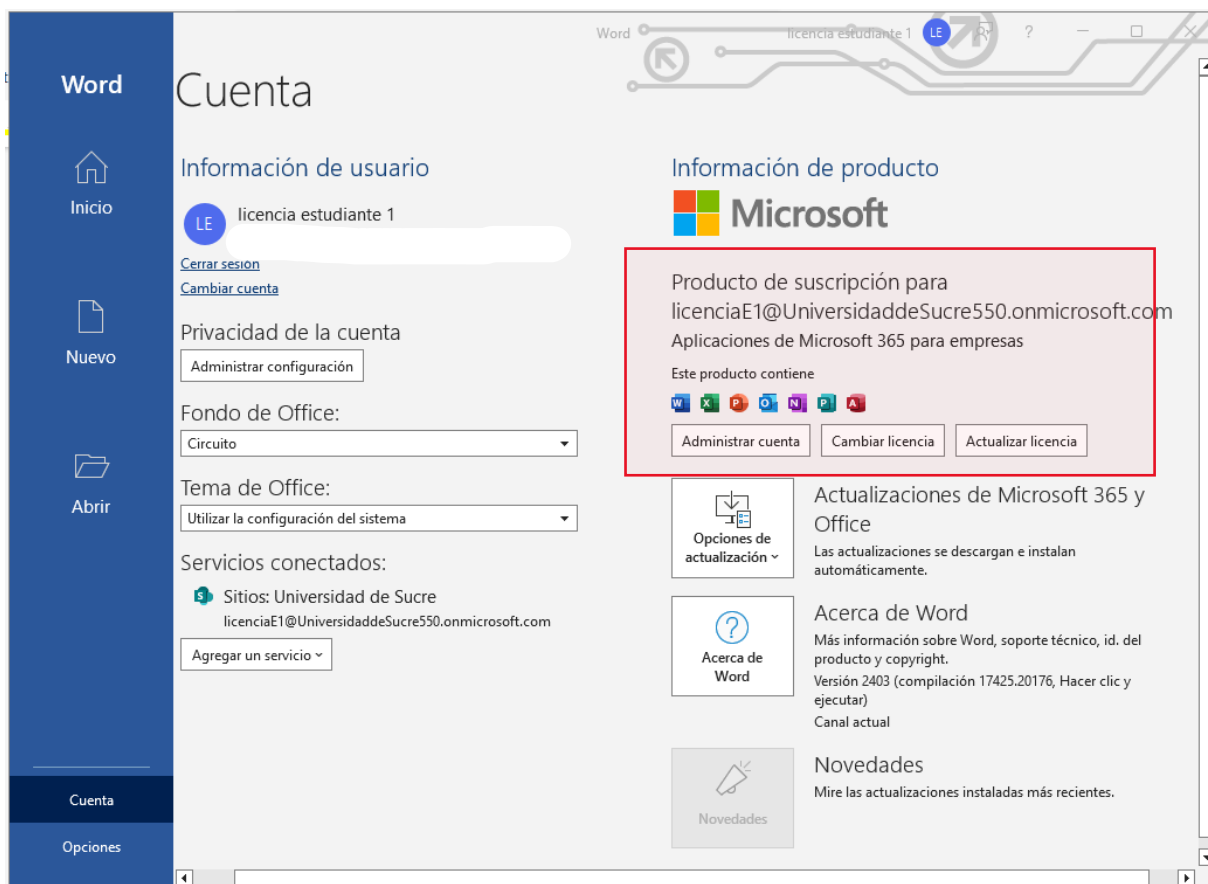 Word
licencia estudiante 1
LE
?
Word
Inicio
Nuevo
Abrir
Cuenta
Opciones
Cuenta
Información de usuario
LE
licencia estudiante 1
Cerrar sesión
Cambiar cuenta
Privacidad de la cuenta
Administrar configuración
Fondo de Office:
Circuito
Tema de Office:
Utilizar la configuración del sistema
Servicios conectados:
S
Sitios: Universidad de Sucre
licenciaE1@UniversidaddeSucre550.onmicrosoft.com
Agregar un servicio
Información de producto
Microsoft
Producto de suscripción para
licenciaE1@UniversidaddeSucre550.onmicrosoft.com
Aplicaciones de Microsoft 365 para empresas
Este producto contiene
W X P O N P A
Administrar cuenta
Cambiar licencia
Actualizar licencia
Opciones de
actualización
Actualizaciones de Microsoft 365 y
Office
Las actualizaciones se descargan e instalan
automáticamente.
?
Acerca de
Word
Acerca de Word
Más información sobre Word, soporte técnico, id. del
producto y copyright.
Versión 2403 (compilación 17425.20176, Hacer clic y
ejecutar)
Canal actual
Novedades
Novedades
Mire las actualizaciones instaladas más recientes.